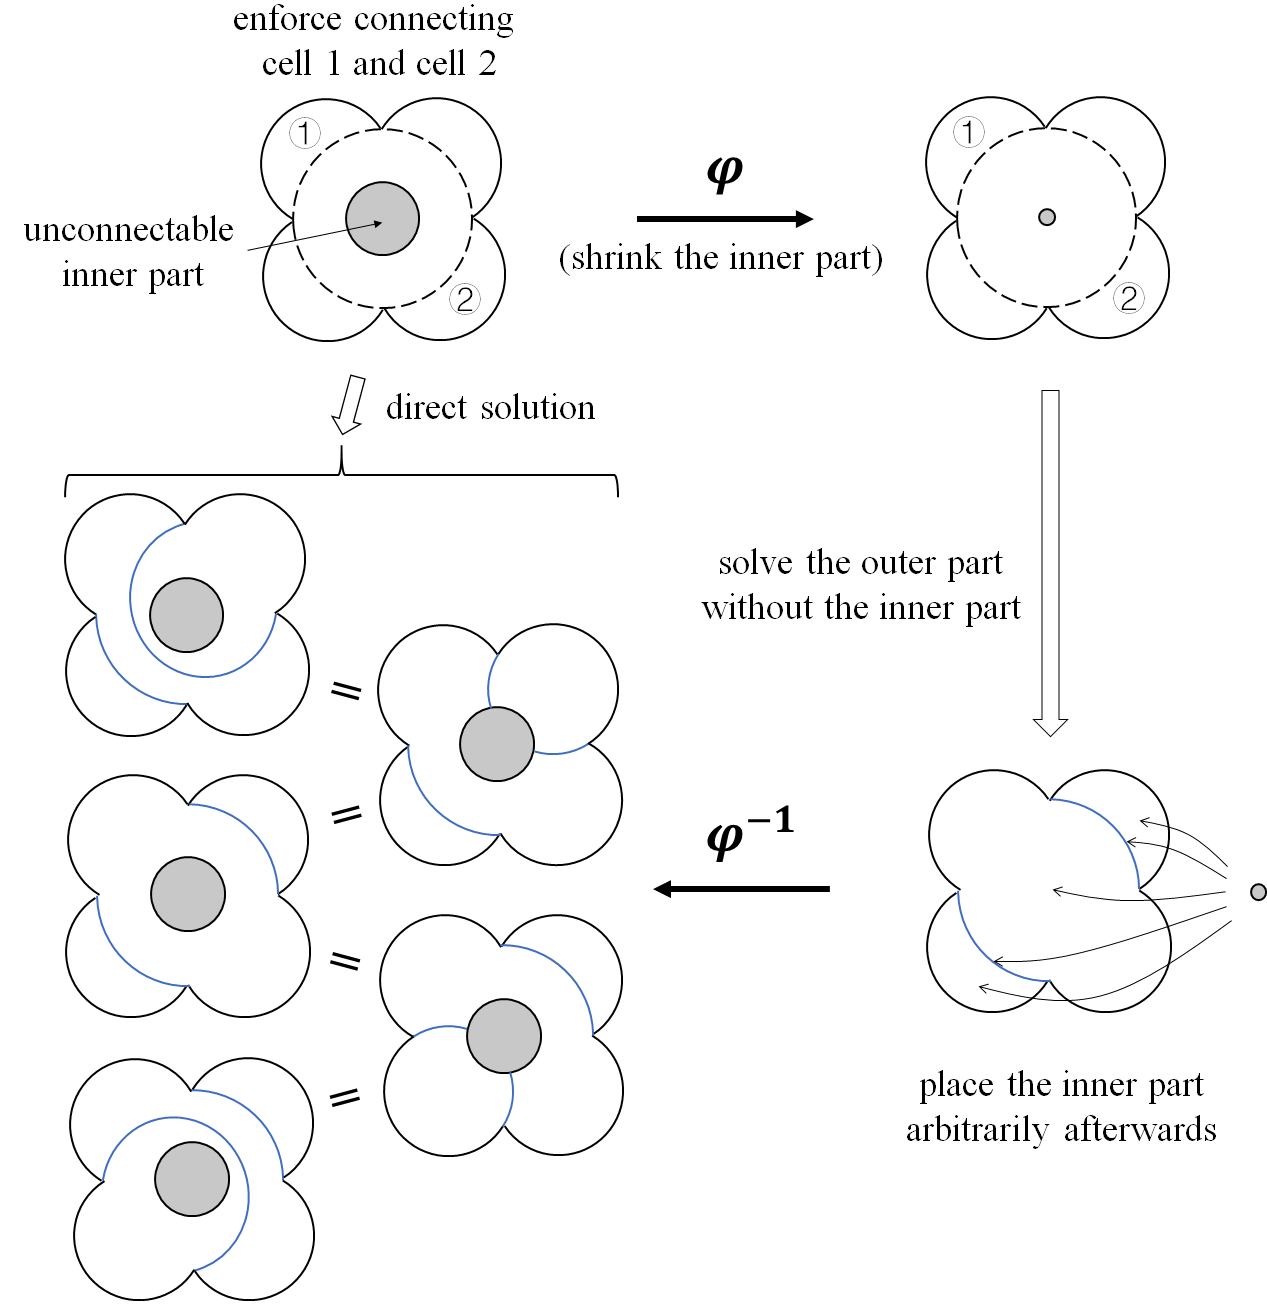 enforce connecting
cell 1 and cell 2
①
②
unconnectable
inner part
φ
(shrink the inner part)
①
②
direct solution
solve the outer part
without the inner part
=
=
=
=
φ⁻¹
place the inner part
arbitrarily afterwards